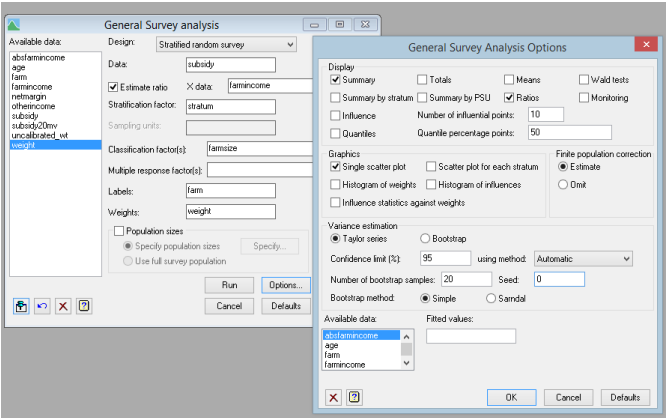 General Survey analysis
Available data:
absfarmincome
age
farm
farmincome
netmargin
otherincome
subsidy
subsidy20mv
uncalibrated_wt
weight
Design: Stratified random survey
Data: subsidy
Estimate ratio X data: farmincome
Stratification factor: stratum
Sampling units:
Classification factor(s): farmsize
Multiple response factor(s):
Labels: farm
Weights: weight
Population sizes
Specify population sizes Specify...
Use full survey population
Run Options...
Cancel Defaults
General Survey Analysis Options
Display
Summary Totals Means Wald tests
Summary by stratum Summary by PSU Ratios Monitoring
Influence Number of influential points: 10
Quantiles Quantile percentage points: 50
Graphics
Single scatter plot Scatter plot for each stratum
Histogram of weights Histogram of influences
Influence statistics against weights
Finite population correction
Estimate
Omit
Variance estimation
Taylor series Bootstrap
Confidence limit (%): 95 using method: Automatic
Number of bootstrap samples: 20 Seed: 0
Bootstrap method: Simple Sarndal
Available data: Fitted values:
absfarmincome
age
farm
farmincome
OK Cancel Defaults